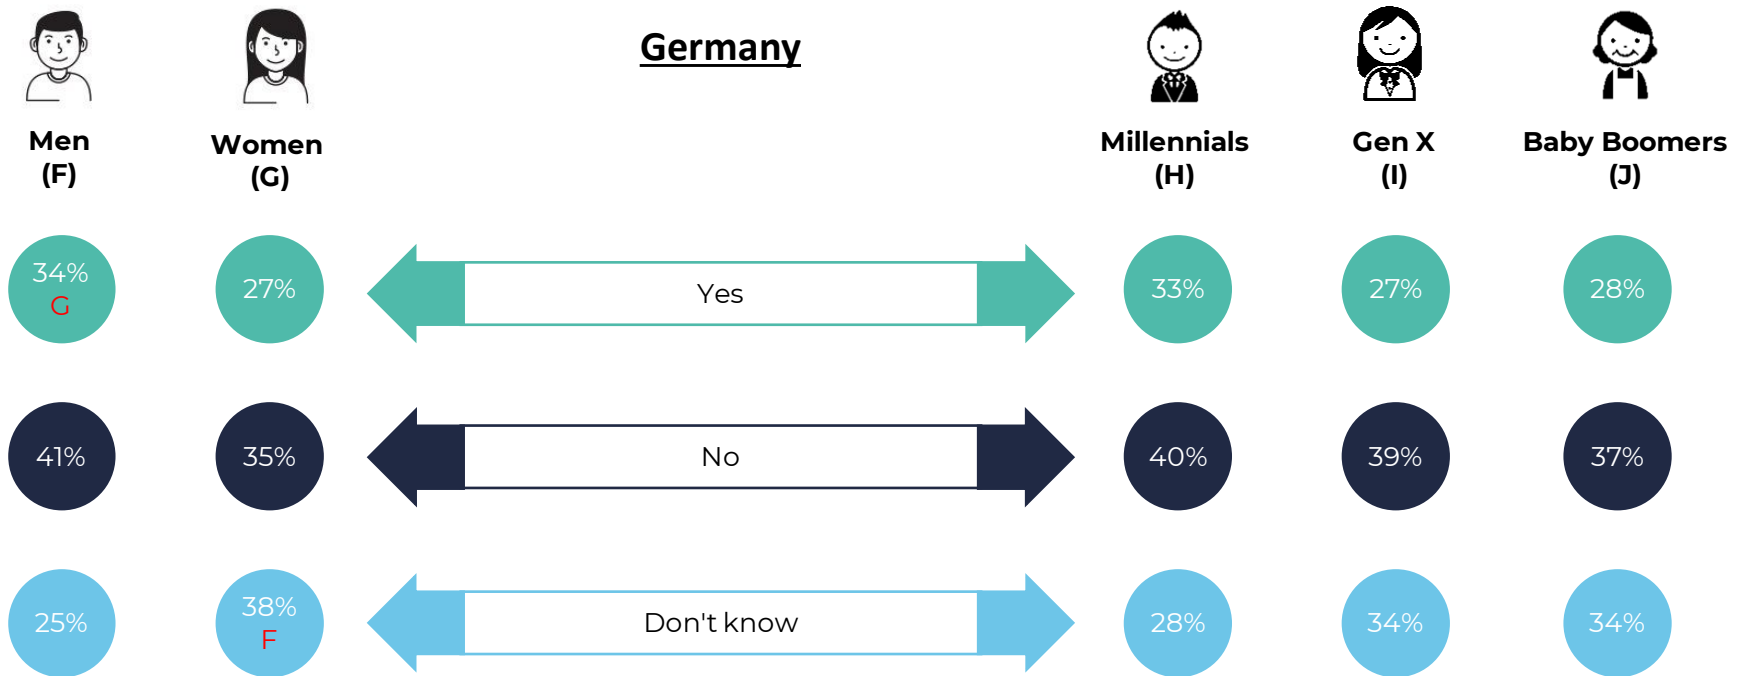 Germany
Men
(F)
Women
(G)
Millennials
(H)
Gen X
(I)
Baby Boomers
(J)
34%
G
27%
Yes
33%
27%
28%
41%
35%
No
40%
39%
37%
25%
38%
F
Don't know
28%
34%
34%